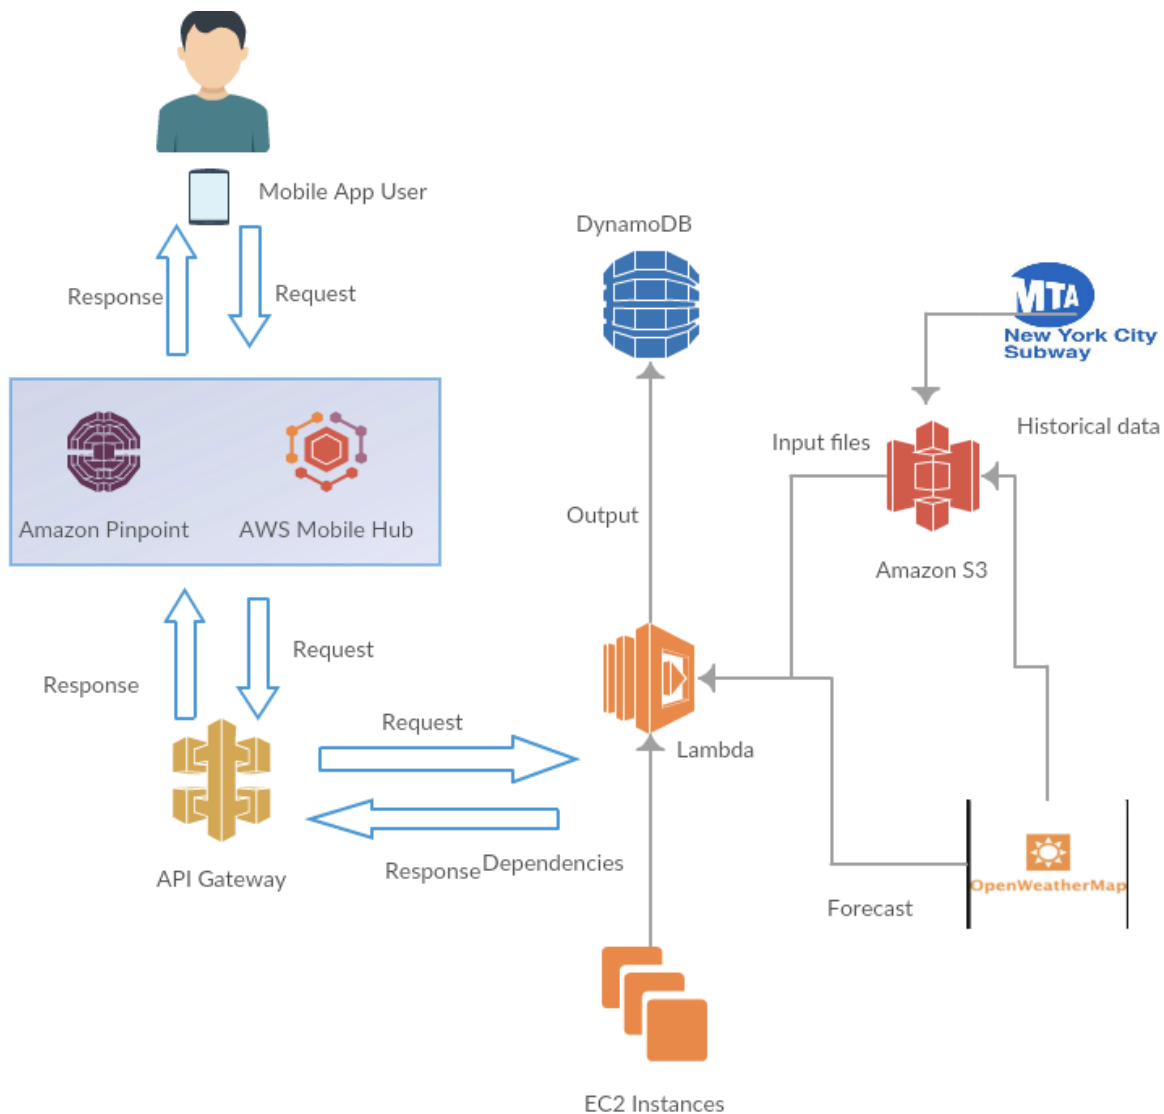 Mobile App User
Response
Request
DynamoDB
MTA
New York City
Subway
Historical data
Input files
Amazon Pinpoint
AWS Mobile Hub
Output
Amazon S3
Response
Request
Request
Lambda
Response
Dependencies
API Gateway
OpenWeatherMap
Forecast
EC2 Instances